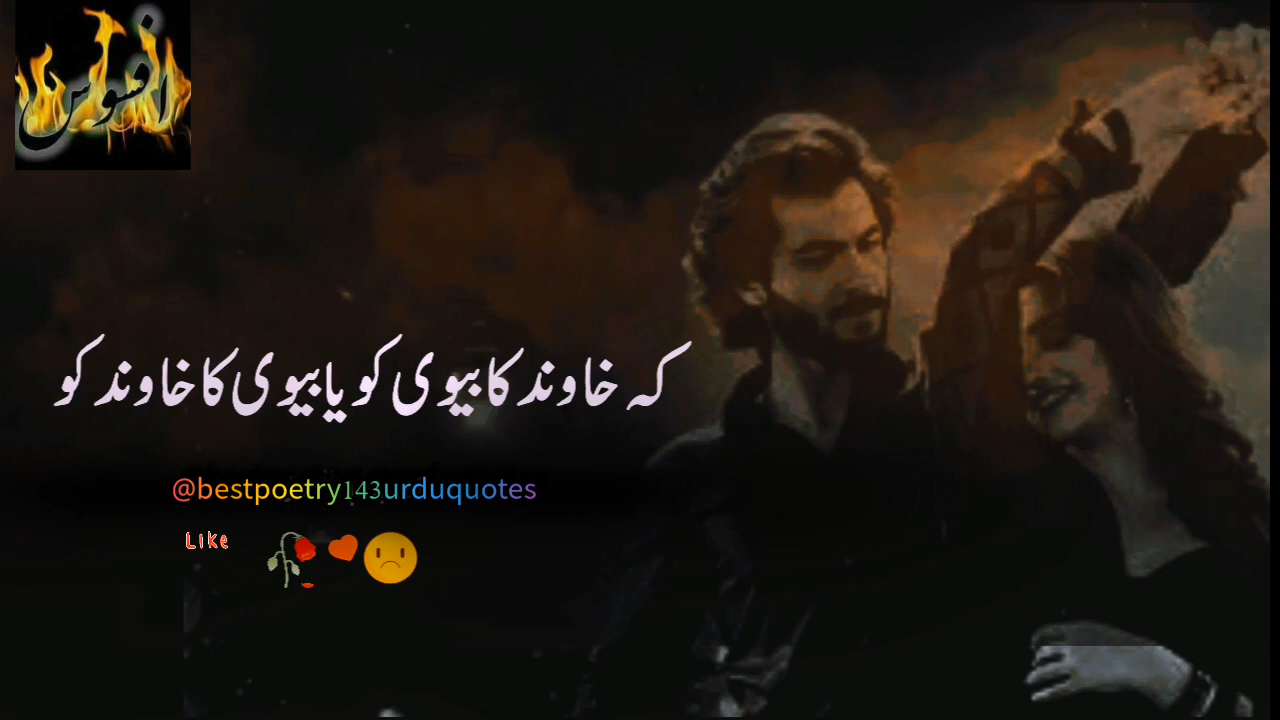 افسوس
کہ خاوند کا بیوی کو یا بیوی کا خاوند کو
@bestpoetry143urduquotes
Like